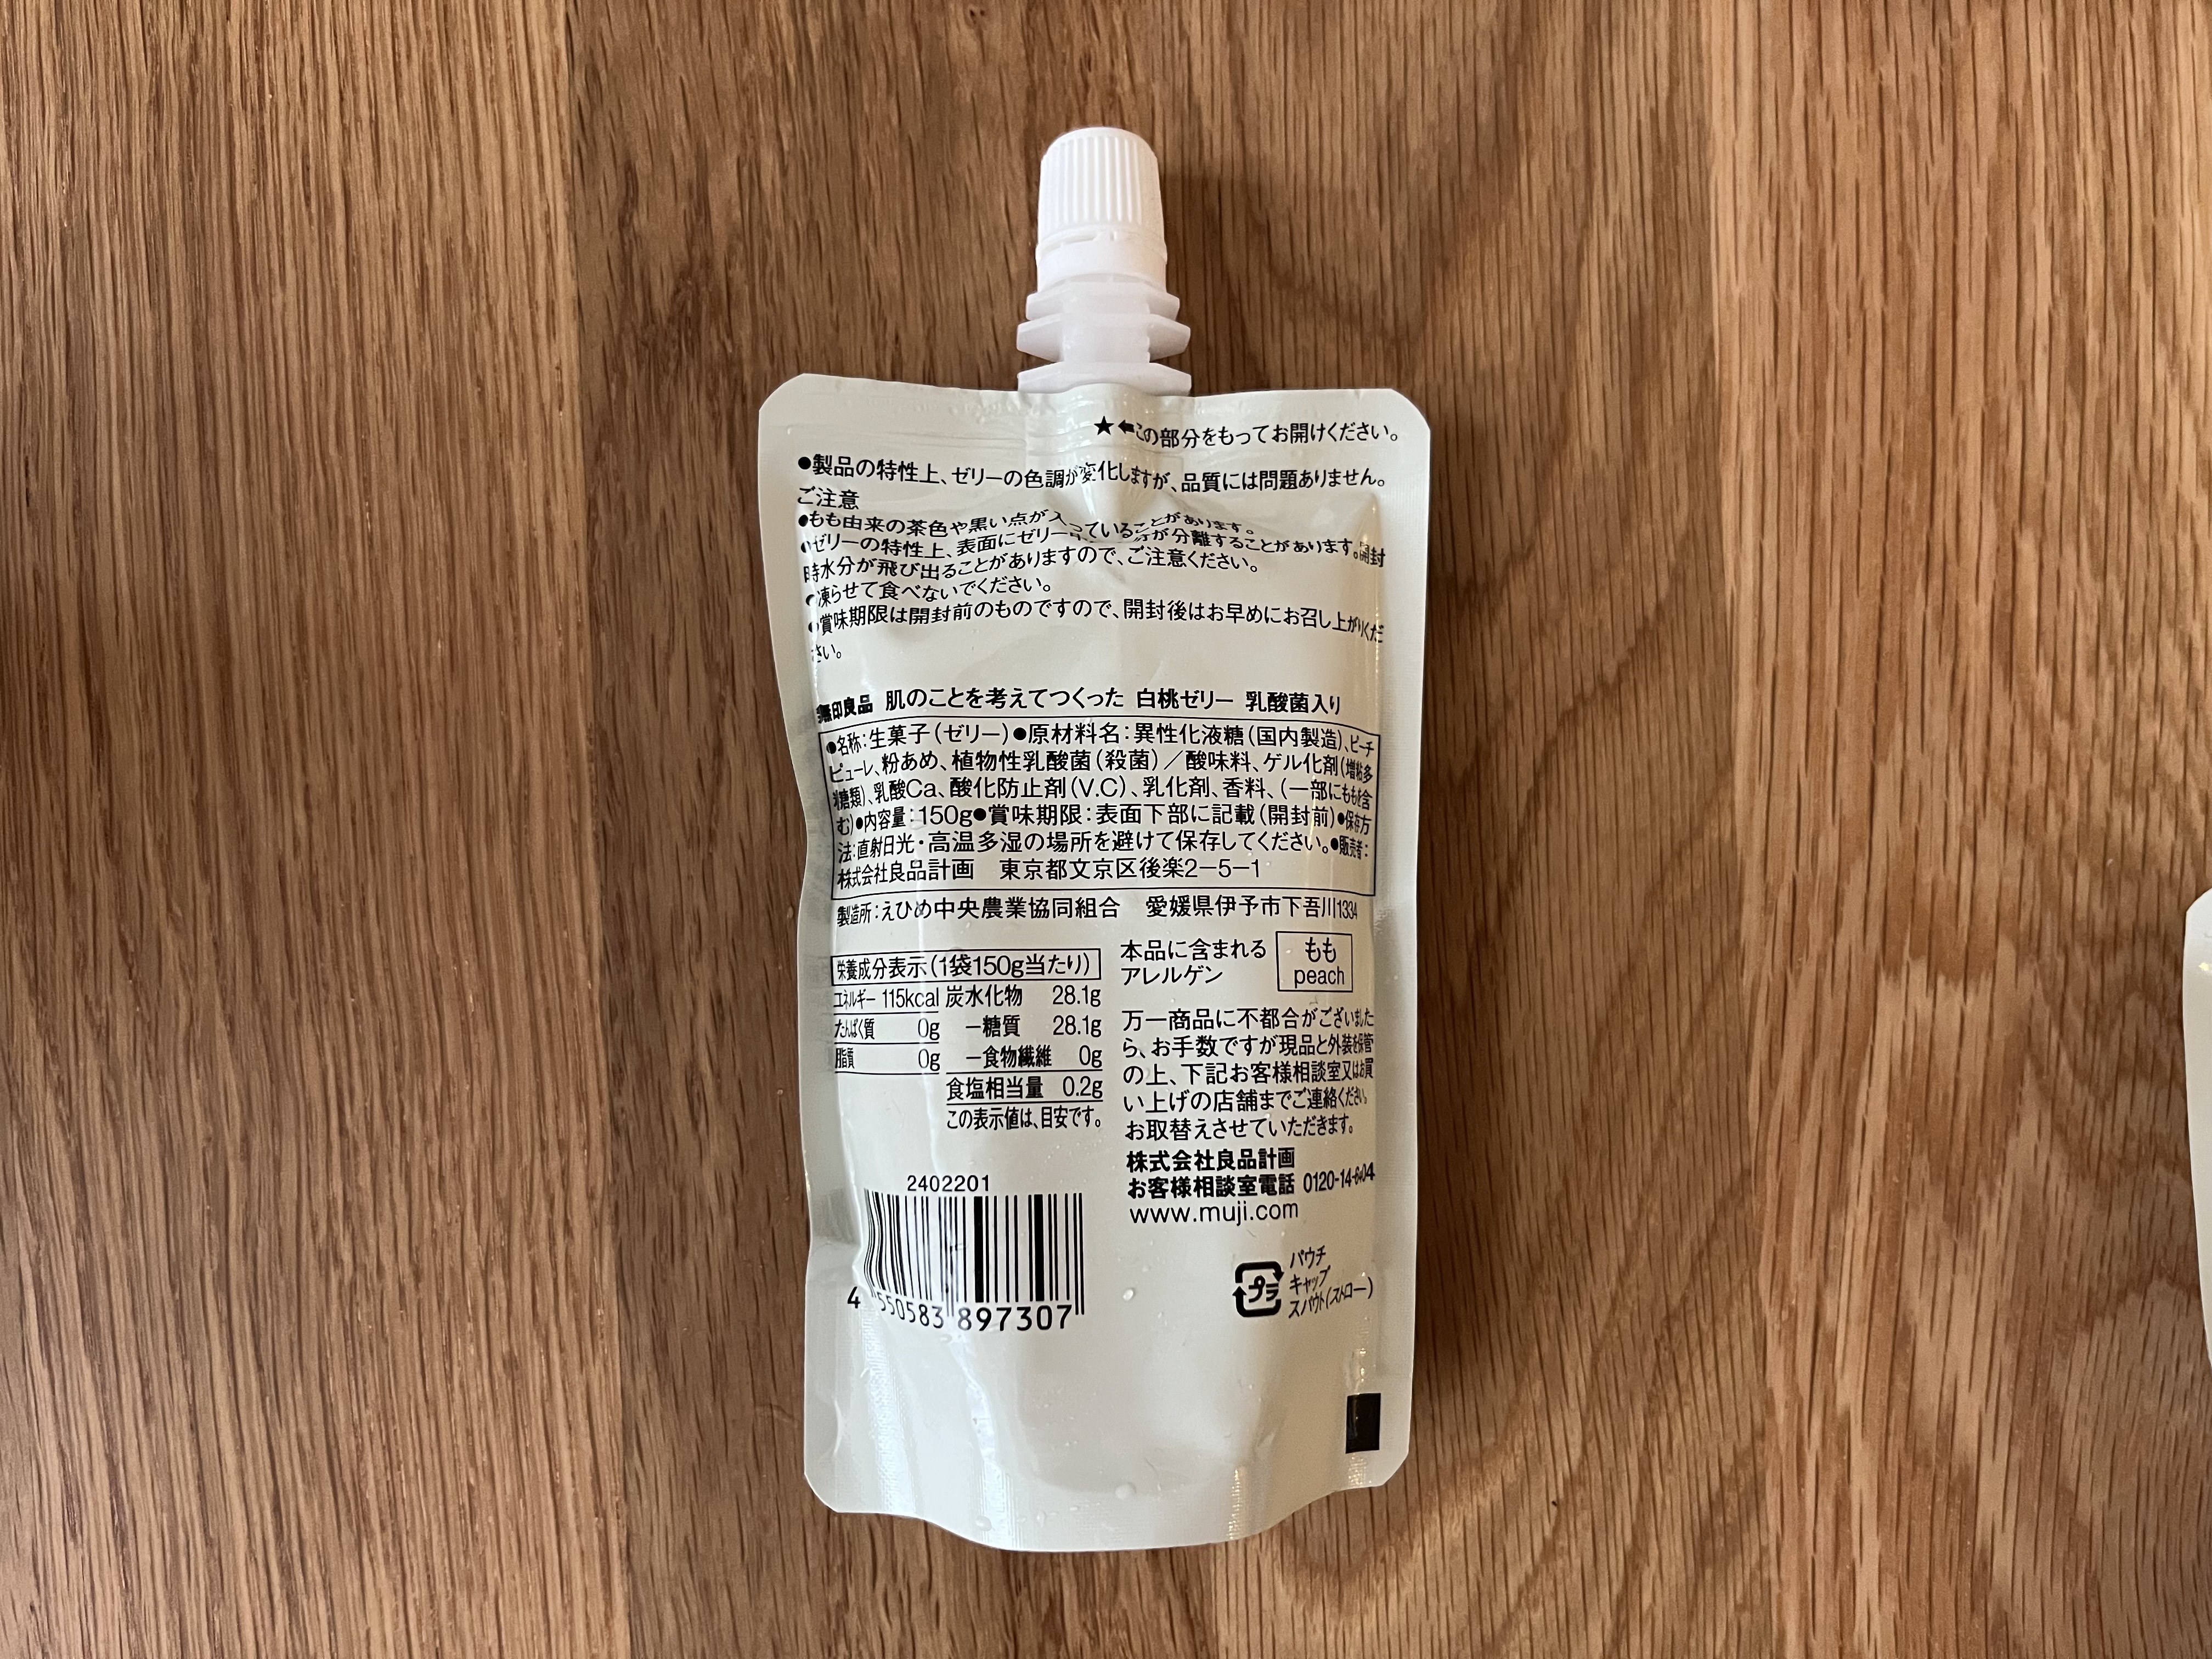 ★←この部分をもってお開けください。
●製品の特性上、ゼリーの色調が変化しますが、品質には問題ありません。
ご注意
●もも由来の茶色や黒い点が入っていることがあります。
●ゼリーの特性上、表面にゼリーの が分離することがあります。開封
時水分が飛び出ることがありますので、ご注意ください。
●凍らせて食べないでください。
●賞味期限は開封前のものですので、開封後はお早めにお召し上がりくだ
さい。
無印良品 肌のことを考えてつくった 白桃ゼリー 乳酸菌入り
●名称:生菓子(ゼリー)●原材料名:異性化液糖(国内製造)、ピーチ
ピューレ、粉あめ、植物性乳酸菌(殺菌)/酸味料、ゲル化剤(増粘多
糖類)、乳酸Ca、酸化防止剤(V.C)、乳化剤、香料、(一部にももを含
む)●内容量:150g●賞味期限:表面下部に記載(開封前)●保存方
法:直射日光・高温多湿の場所を避けて保存してください。●販売者:
株式会社良品計画 東京都文京区後楽2-5-1
製造所:えひめ中央農業協同組合 愛媛県伊予市下吾川1334
栄養成分表示(1袋150g当たり)
エネルギー 115kcal 炭水化物 28.1g
たんぱく質 0g -糖質 28.1g
脂質 0g -食物繊維 0g
食塩相当量 0.2g
この表示値は、目安です。
本品に含まれる
アレルゲン
もも
peach
万一商品に不都合がございました
ら、お手数ですが現品と外装を保管
の上、下記お客様相談室又はお買
い上げの店舗までご連絡ください。
お取替えさせていただきます。
株式会社良品計画
お客様相談室電話 0120-14-6404
www.muji.com
2402201
4 550583 897307
プラ
パウチ
キャップ
スパウト(ストロー)